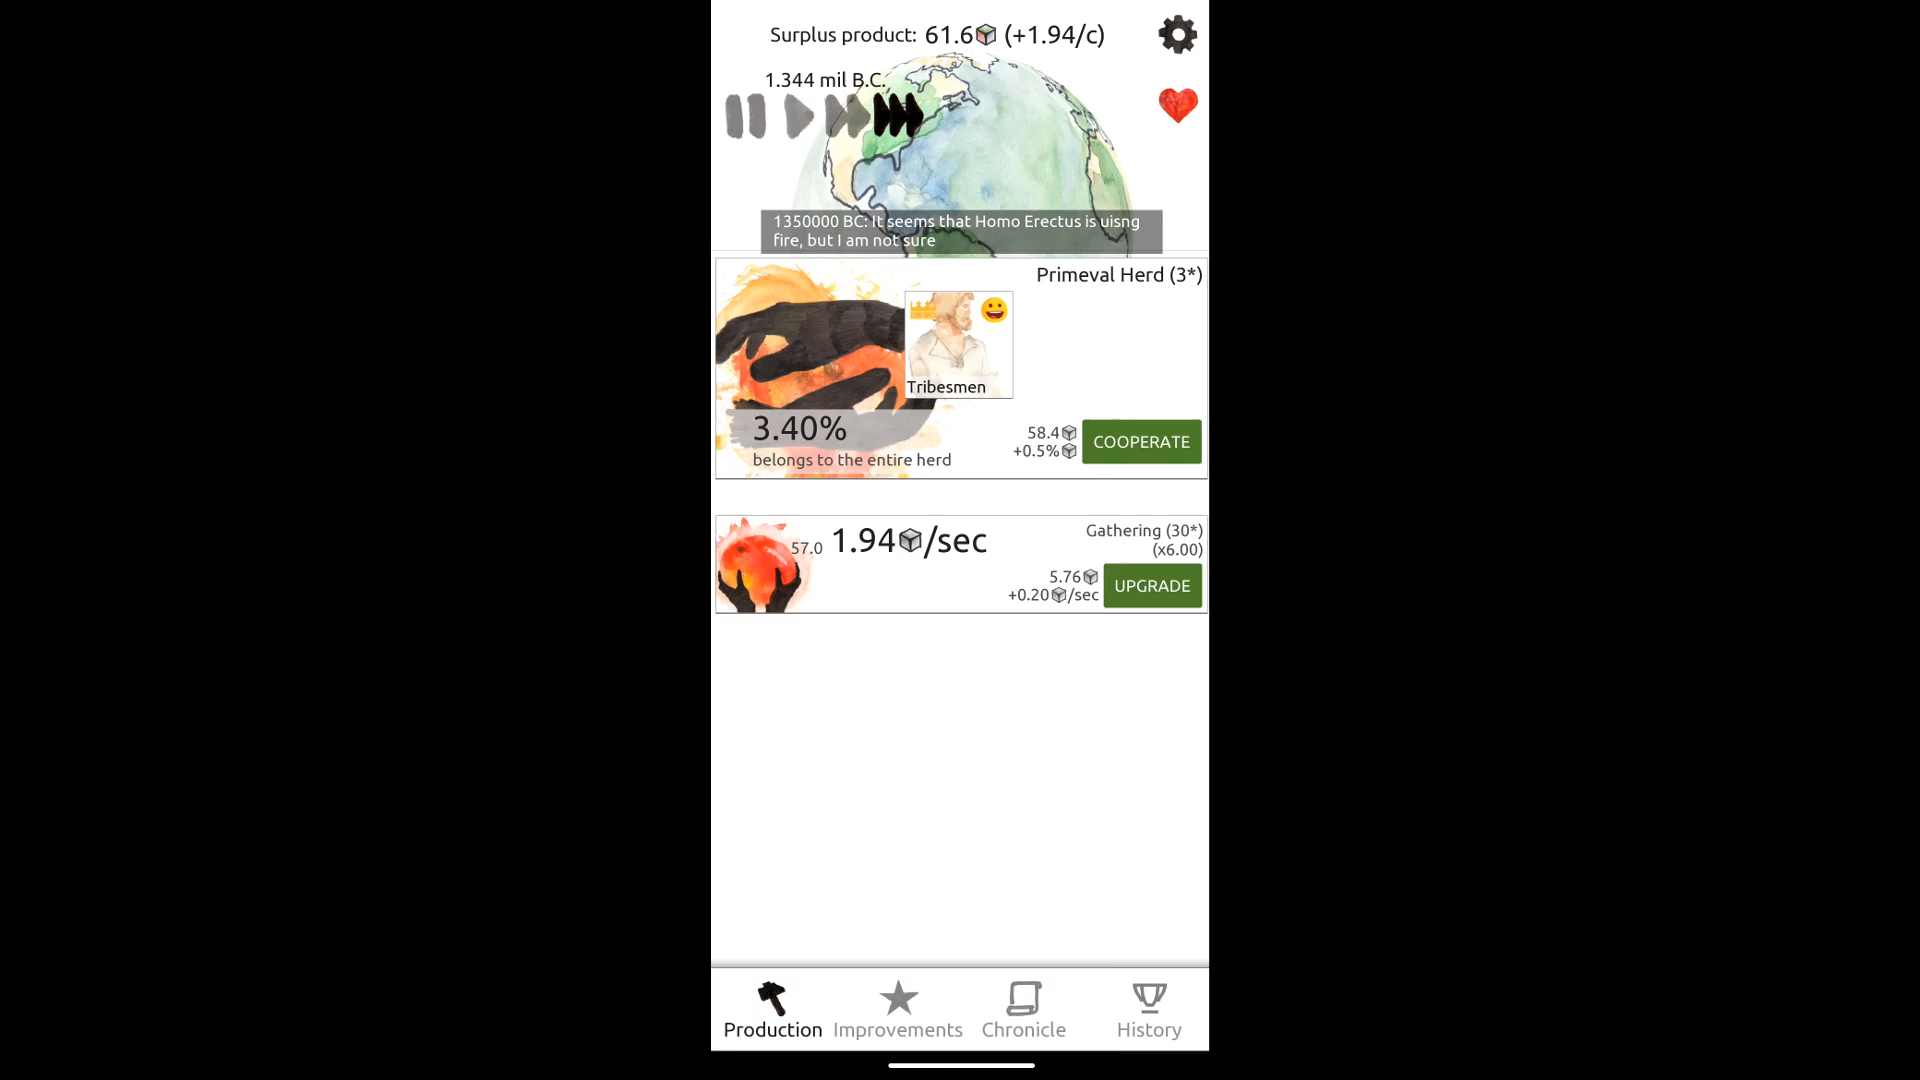 Surplus product: 61.6 (+1.94/c)
1.344 mil B.C.
1350000 BC: It seems that Homo Erectus is uisng
fire, but I am not sure
Primeval Herd (3*)
Tribesmen
3.40%
belongs to the entire herd
58.4
+0.5%
COOPERATE
57.0
1.94/sec
Gathering (30*)
(x6.00)
5.76
+0.20/sec
UPGRADE
Production
Improvements
Chronicle
History